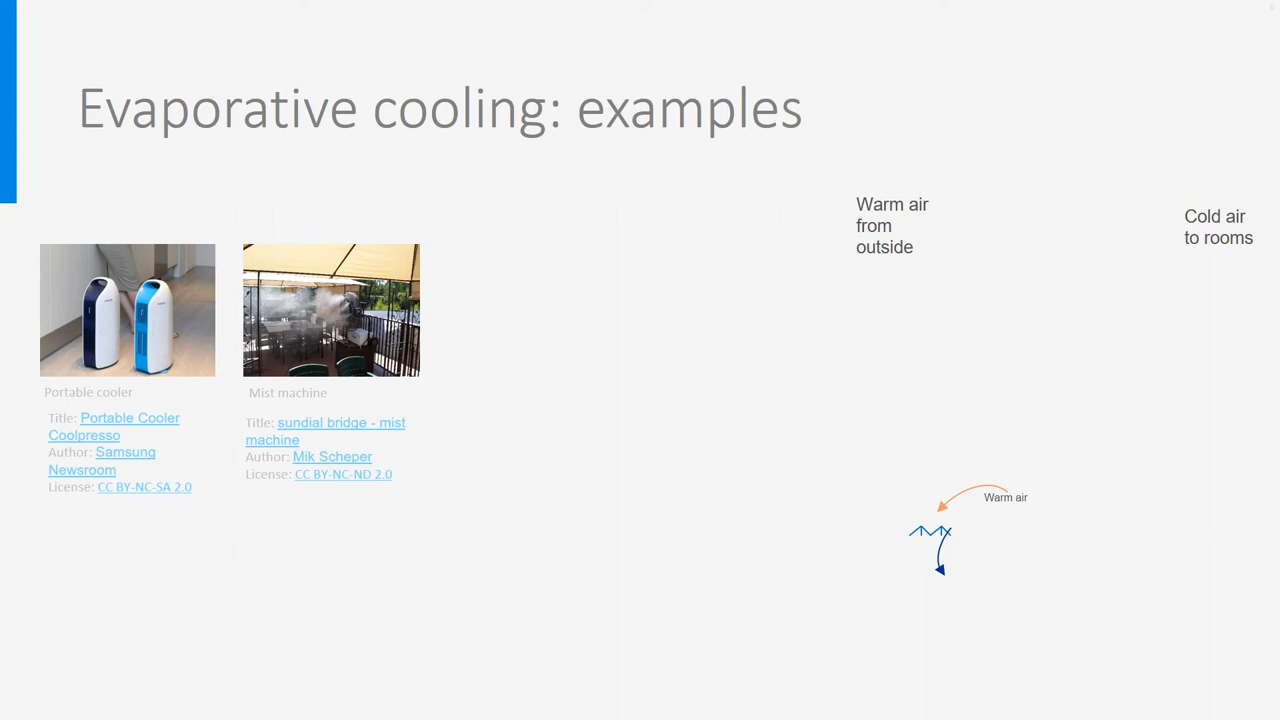 Evaporative cooling: examples
Warm air
from
outside
Cold air
to rooms
Portable cooler
Title: Portable Cooler
Coolpresso
Author: Samsung
Newsroom
License: CC BY-NC-SA 2.0
Mist machine
Title: sundial bridge - mist
machine
Author: Mik Scheper
License: CC BY-NC-ND 2.0
Warm air